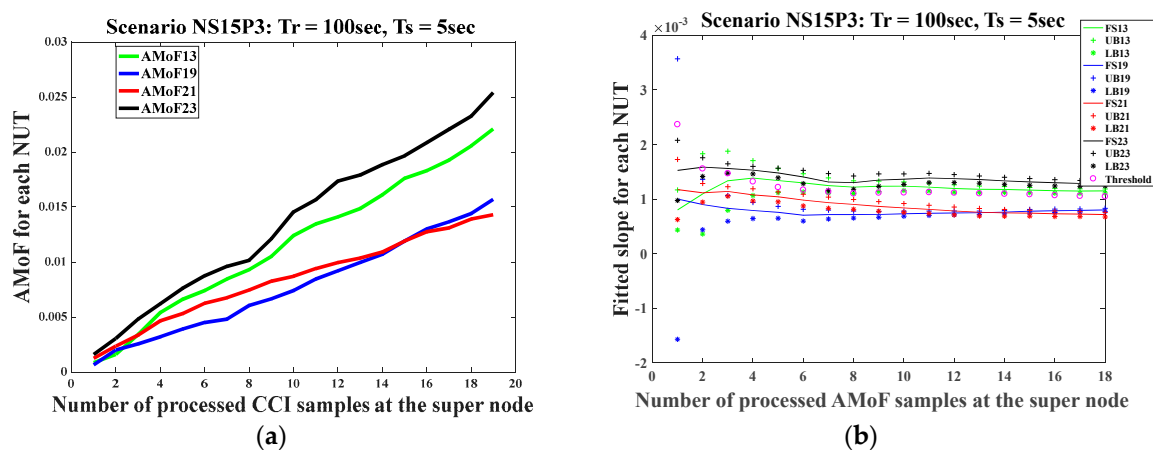 Scenario NS15P3: Tr = 100sec, Ts = 5sec
AMoF for each NUT
0.03
0.025
0.02
0.015
0.01
0.005
0
AMoF13
AMoF19
AMoF21
AMoF23
0 2 4 6 8 10 12 14 16 18 20
Number of processed CCI samples at the super node
(a)
Scenario NS15P3: Tr = 100sec, Ts = 5sec
×10-3
Fitted slope for each NUT
4
3
2
1
0
-1
-2
FS13
UB13
LB13
FS19
UB19
LB19
FS21
UB21
LB21
FS23
UB23
LB23
Threshold
0 2 4 6 8 10 12 14 16 18
Number of processed AMoF samples at the super node
(b)